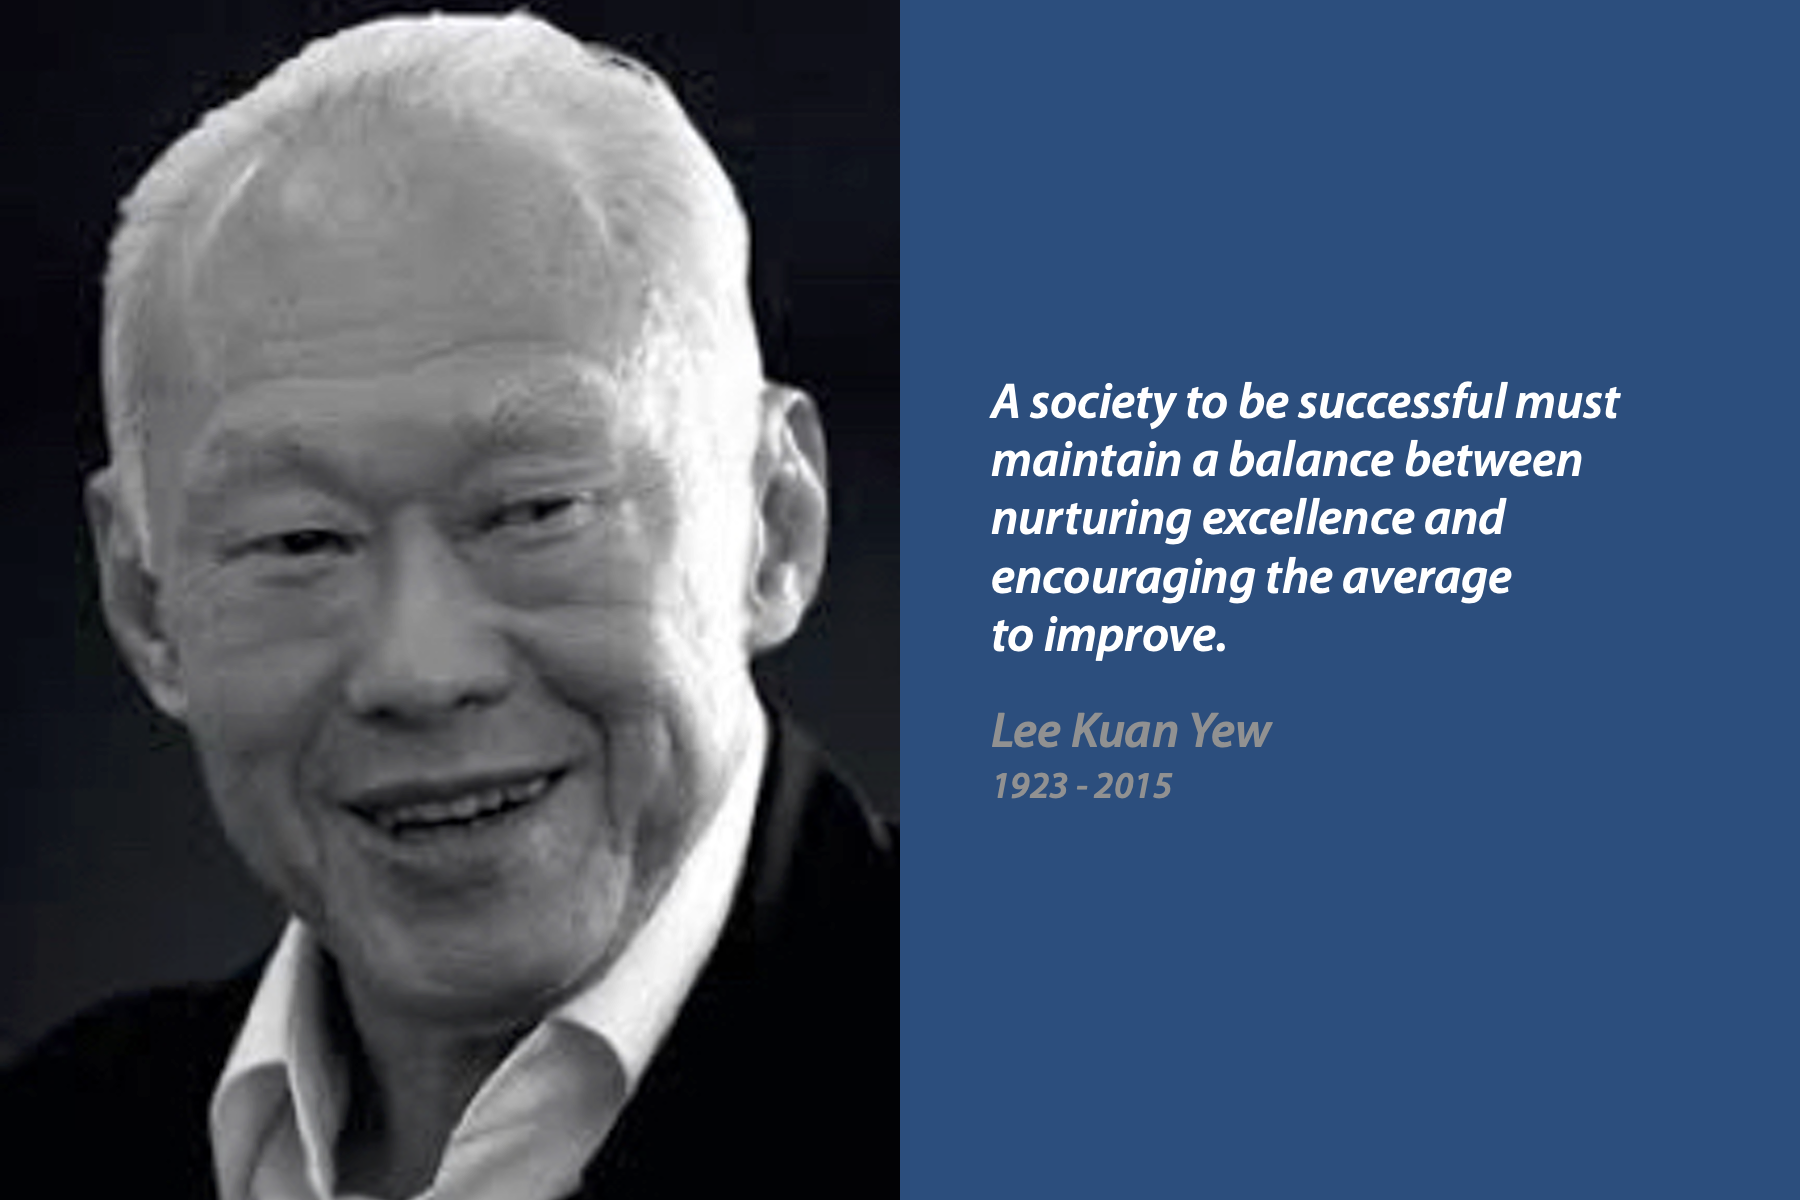 A society to be successful must
maintain a balance between
nurturing excellence and
encouraging the average
to improve.
Lee Kuan Yew
1923 - 2015